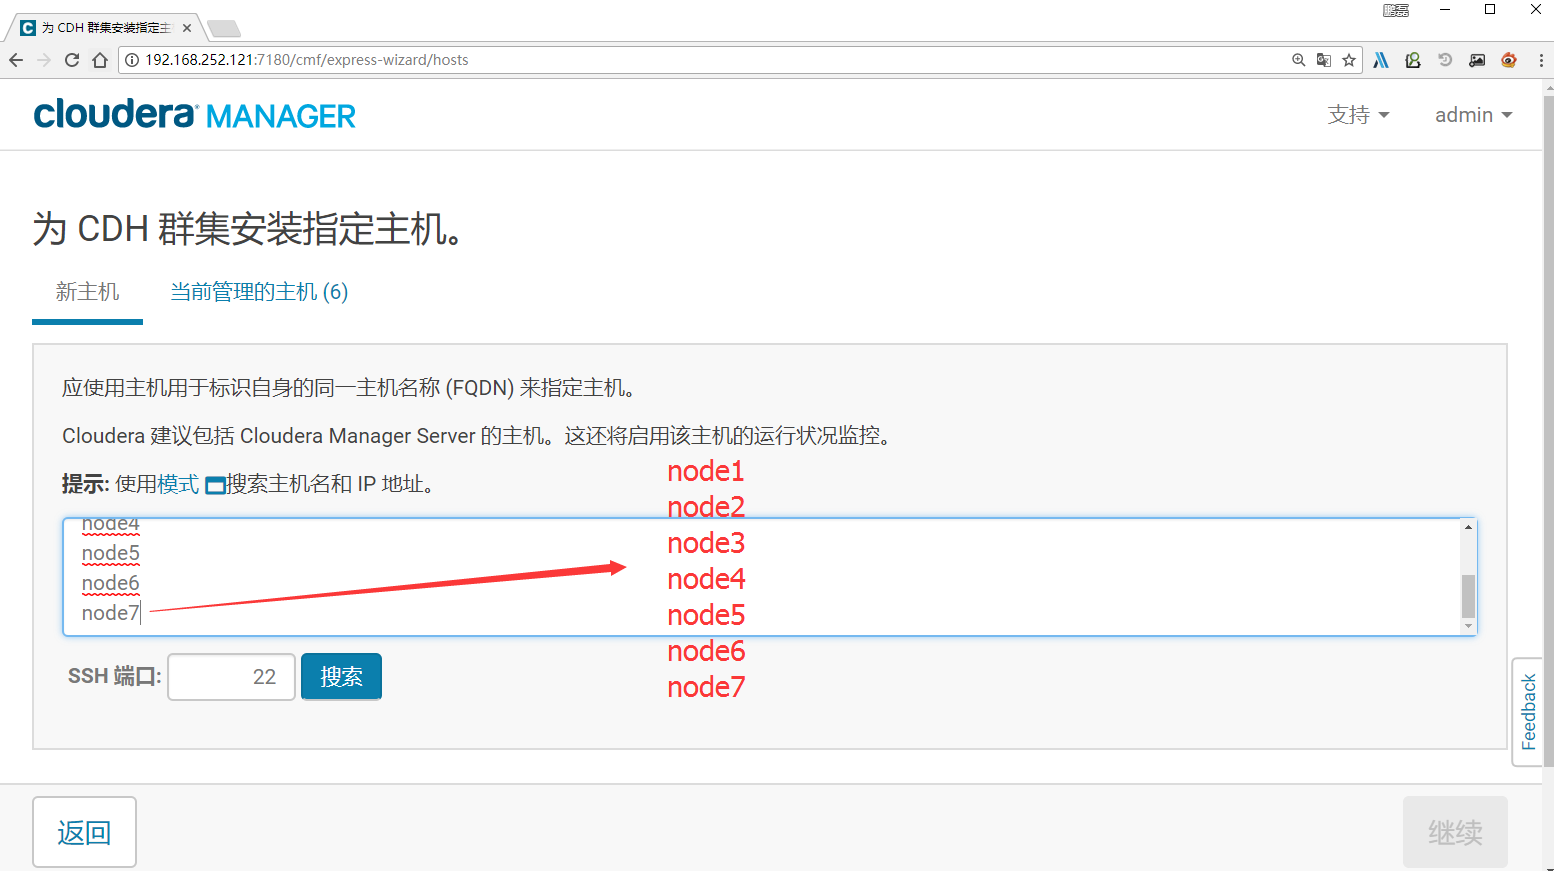 鹏磊
为 CDH 群集安装指定主
192.168.252.121:7180/cmf/express-wizard/hosts
cloudera MANAGER
支持
admin
为 CDH 群集安装指定主机。
新主机
当前管理的主机 (6)
应使用主机用于标识自身的同一主机名称 (FQDN) 来指定主机。
Cloudera 建议包括 Cloudera Manager Server 的主机。这还将启用该主机的运行状况监控。
提示: 使用模式 搜索主机名和 IP 地址。
node4
node5
node6
node7
node1
node2
node3
node4
node5
node6
node7
SSH 端口: 22 搜索
Feedback
返回
继续